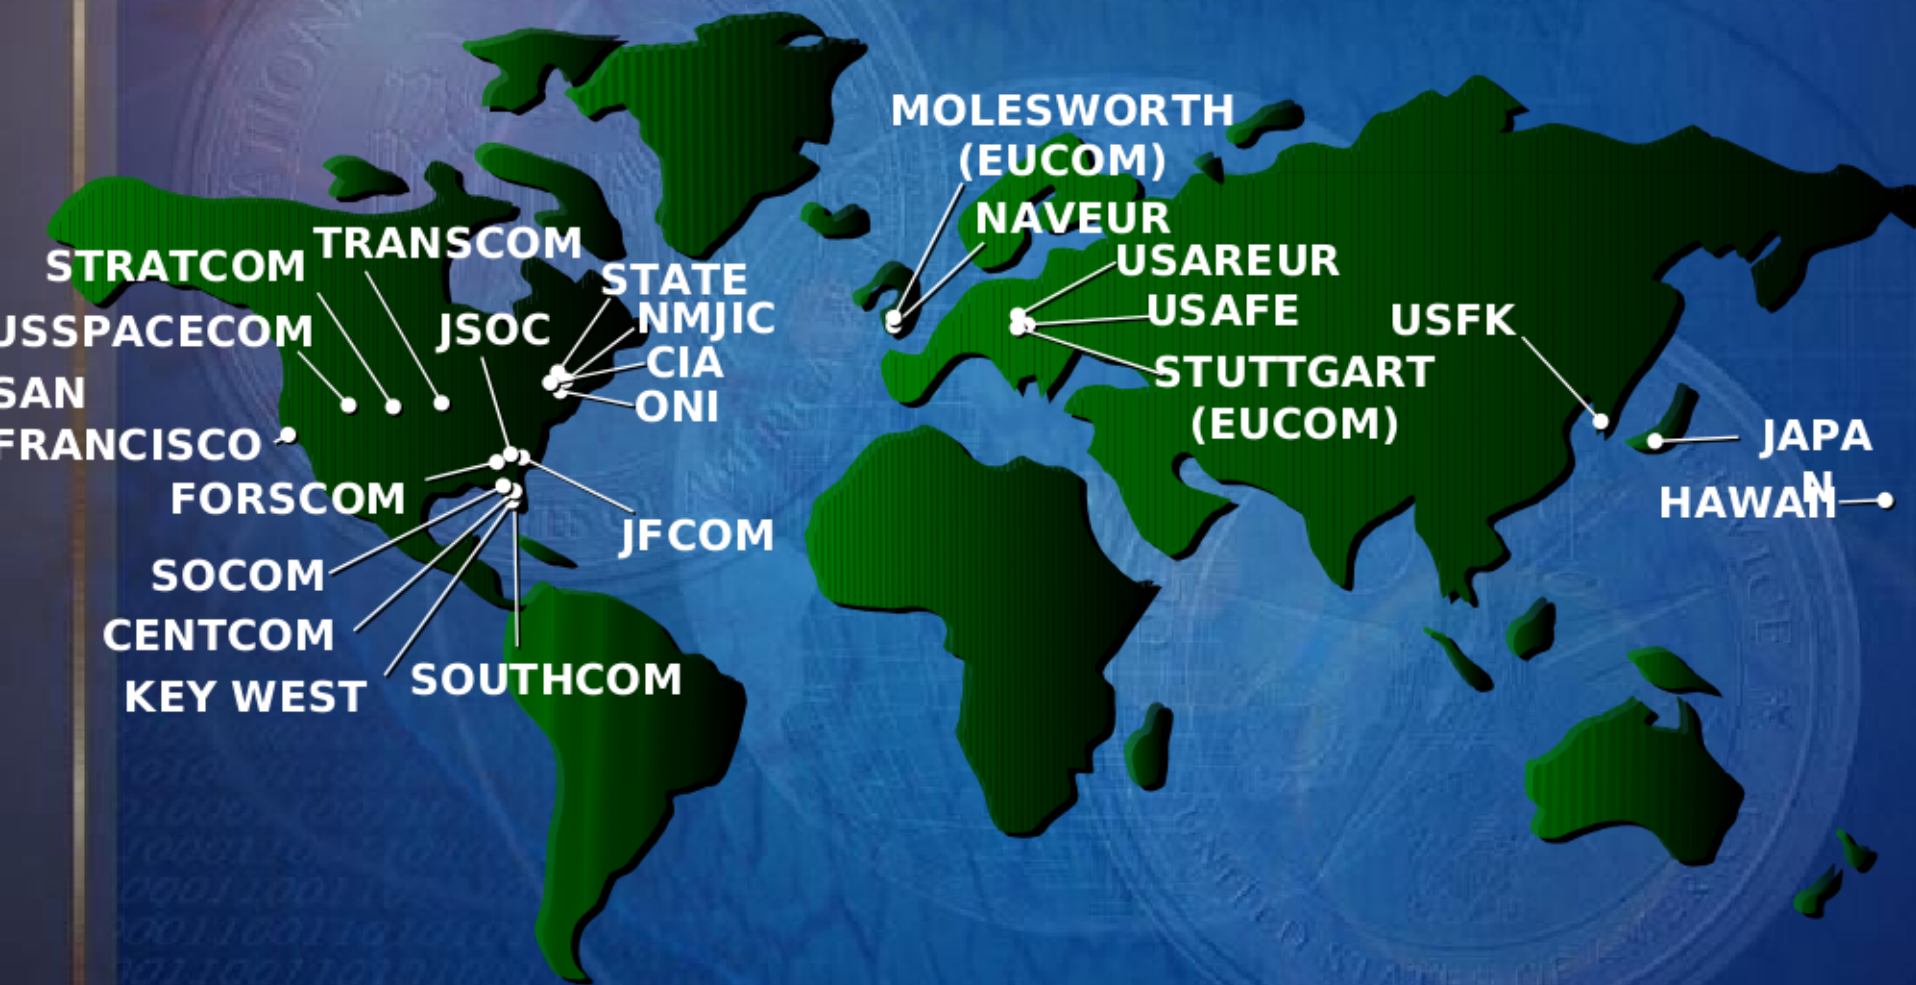 MOLESWORTH
(EUCOM)
NAVEUR
TRANSCOM
STRATCOM
USAREUR
STATE
USAFE
NMJIC
USFK
JSOC
USSPACECOM
CIA
STUTTGART
(EUCOM)
SAN
FRANCISCO
ONI
JAPA
N
HAWAII
FORSCOM
JFCOM
SOCOM
CENTCOM
SOUTHCOM
KEY WEST